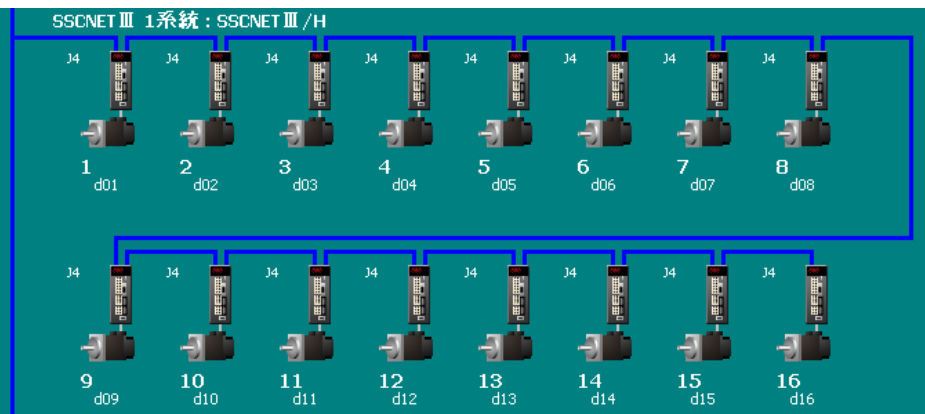 SSCNETⅢ 1系統:SSCNETⅢ/H
J4 J4 J4 J4 J4 J4 J4 J4
1 2 3 4 5 6 7 8
d01 d02 d03 d04 d05 d06 d07 d08
J4 J4 J4 J4 J4 J4 J4 J4
9 10 11 12 13 14 15 16
d09 d10 d11 d12 d13 d14 d15 d16